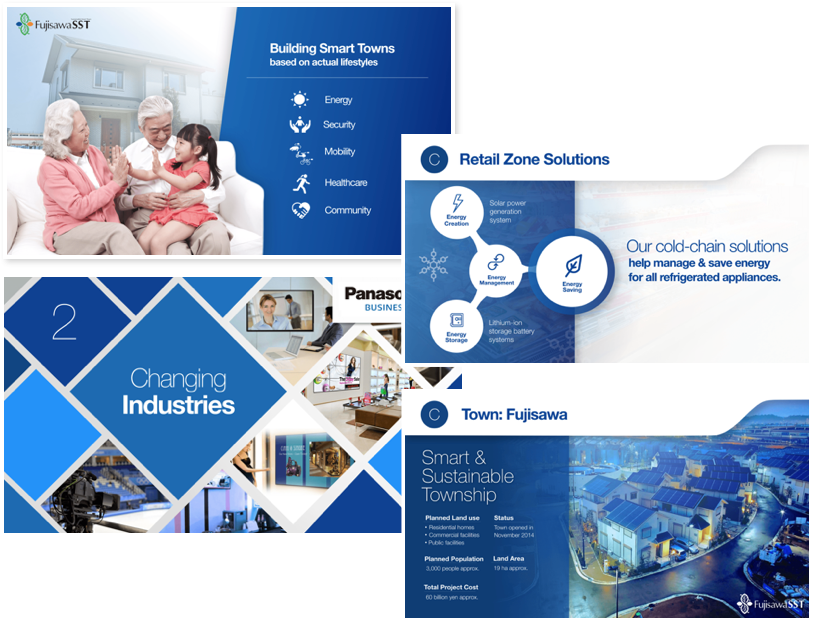 FujisawaSST
Building Smart Towns
based on actual lifestyles
Energy
Security
Mobility
Healthcare
Community
C
Retail Zone Solutions
Energy
Creation
Solar power
generation
system
Energy
Management
Energy
Saving
Energy
Storage
Lithium-ion
storage battery
systems
Our cold-chain solutions
help manage & save energy
for all refrigerated appliances.
2
Changing
Industries
Panaso
BUSINES
C
Town: Fujisawa
Smart &
Sustainable
Township
Planned Land use
• Residential homes
• Commercial facilities
• Public facilities
Status
Town opened in
November 2014
Planned Population
3,000 people approx.
Land Area
19 ha approx.
Total Project Cost
60 billion yen approx.
FujisawaSST